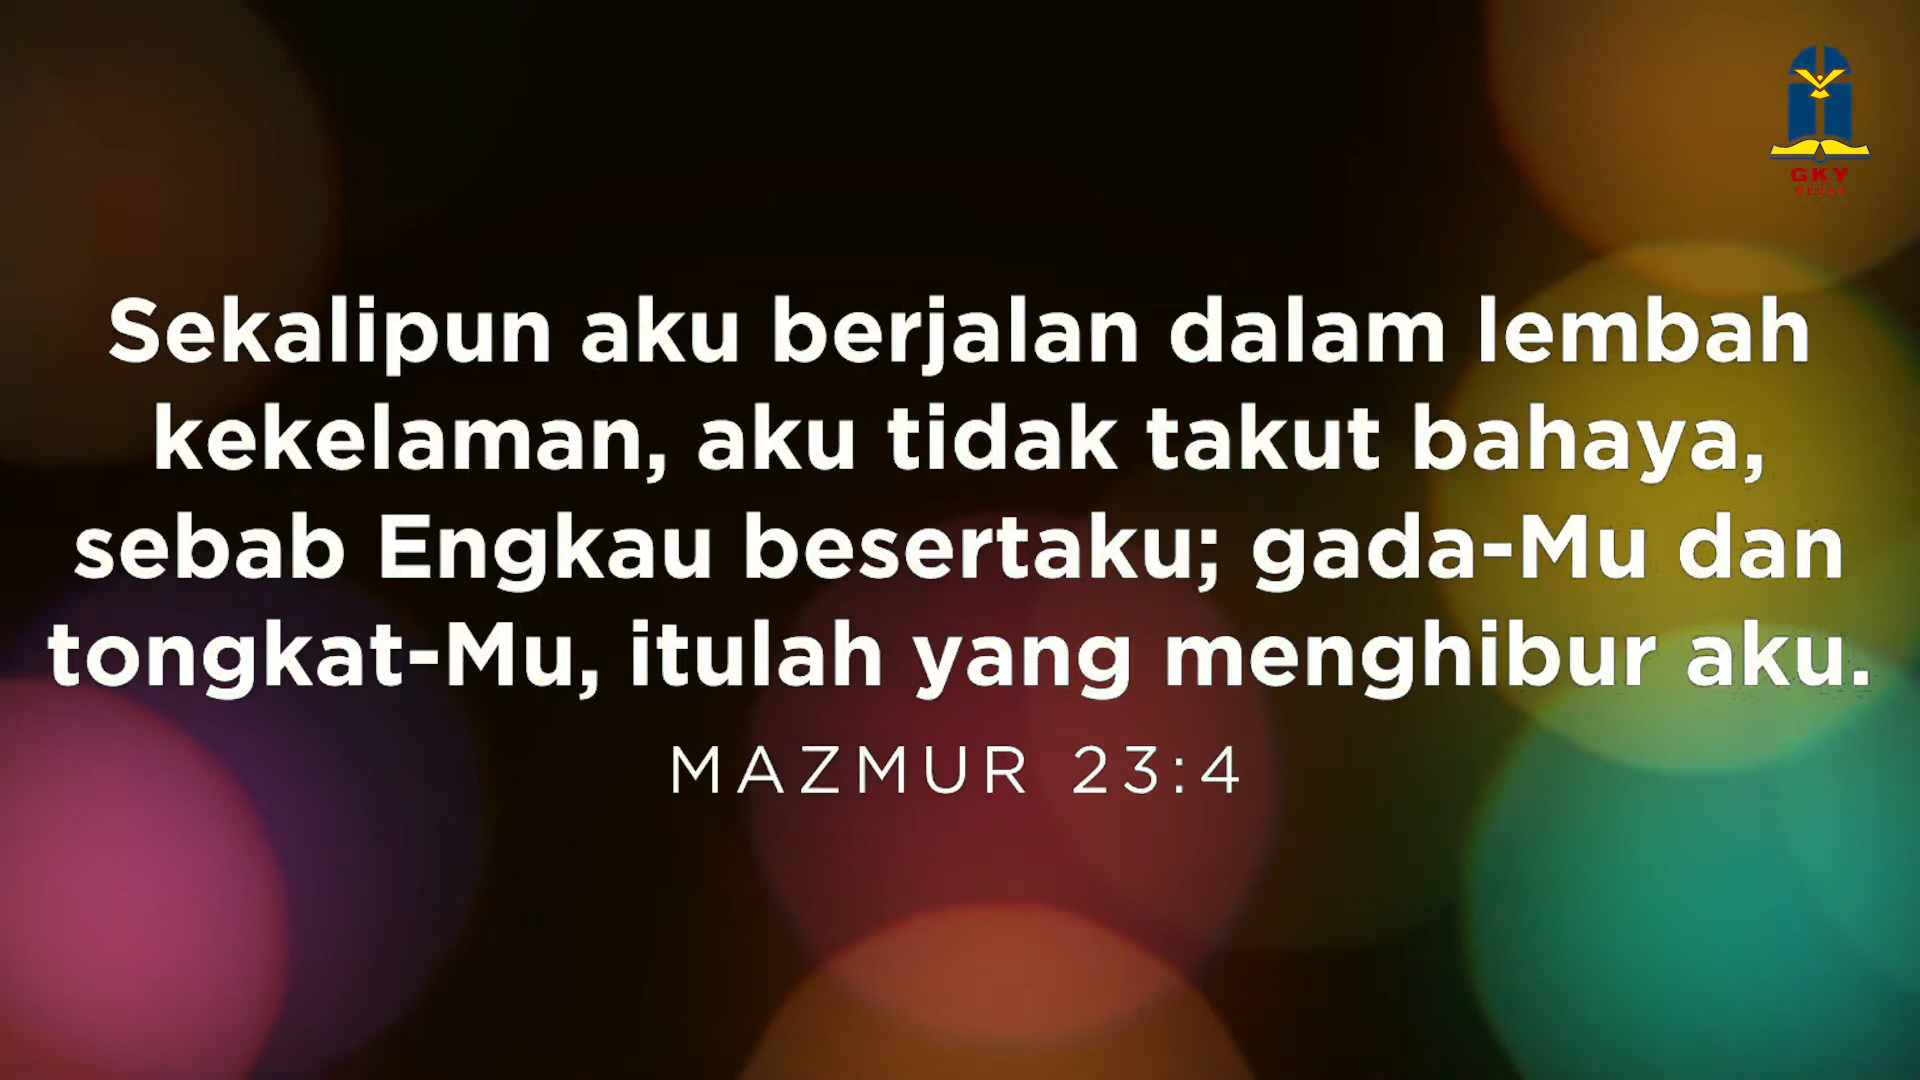 GKY
MEDAN
Sekalipun aku berjalan dalam lembah
kekelaman, aku tidak takut bahaya,
sebab Engkau besertaku; gada-Mu dan
tongkat-Mu, itulah yang menghibur aku.
MAZMUR 23:4